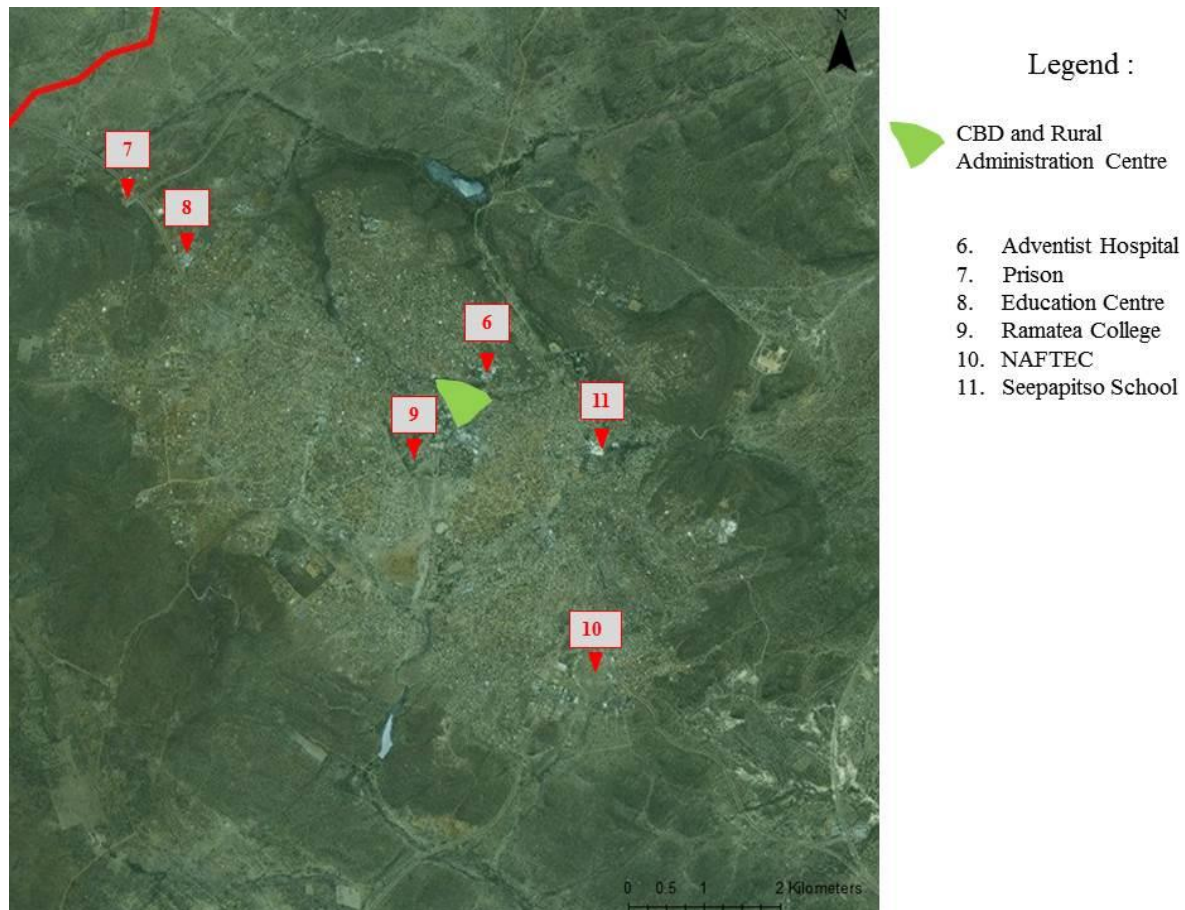 N
Legend :
CBD and Rural
Administration Centre
7
8
6
11
9
10
6. Adventist Hospital
7. Prison
8. Education Centre
9. Ramatea College
10. NAFTEC
11. Seepapitso School
0 0.5 1 2 Kilometers